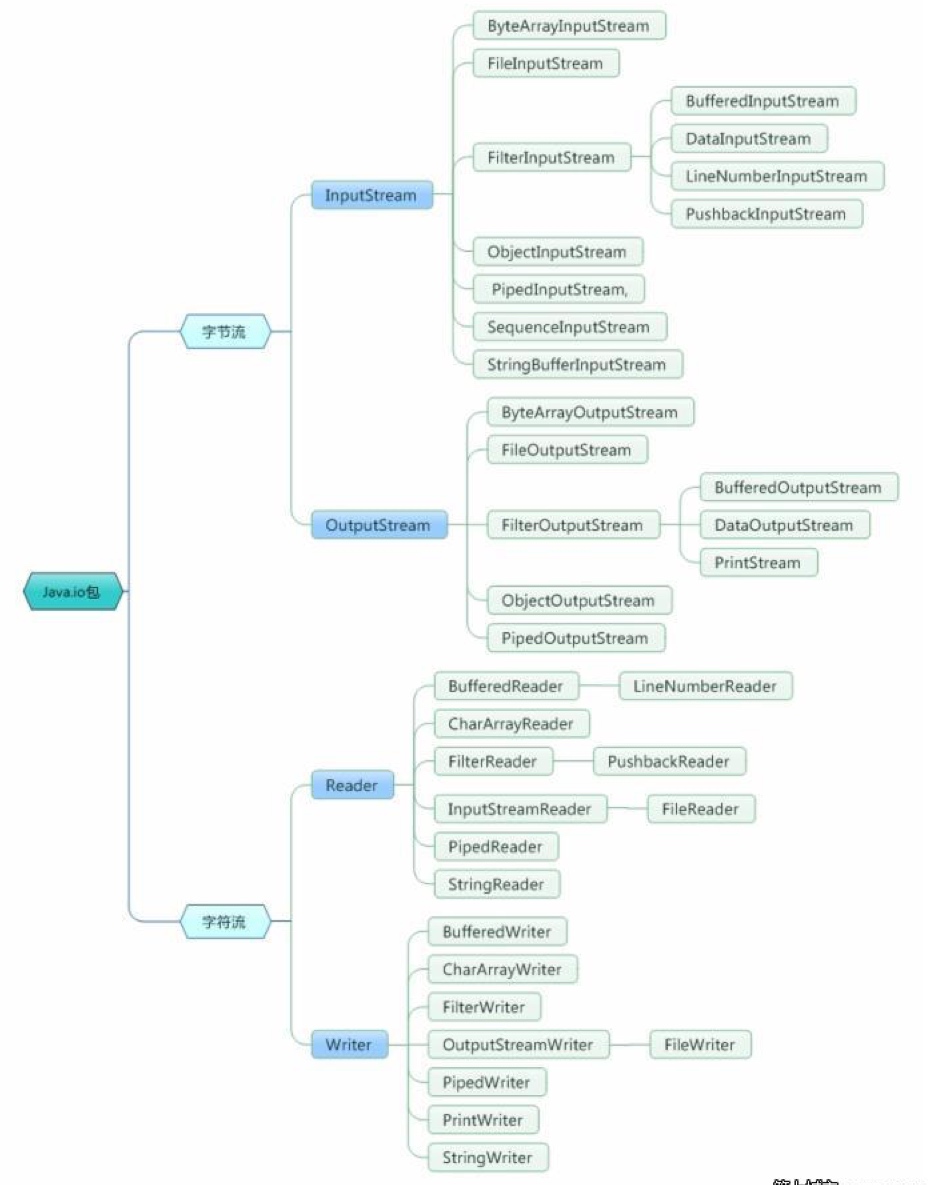 ByteArrayInputStream
FileInputStream
BufferedInputStream
DataInputStream
FilterInputStream
LineNumberInputStream
InputStream
PushbackInputStream
ObjectInputStream
PipedInputStream,
字节流
SequenceInputStream
StringBufferInputStream
ByteArrayOutputStream
FileOutputStream
BufferedOutputStream
OutputStream
FilterOutputStream
DataOutputStream
PrintStream
Java.io包
ObjectOutputStream
PipedOutputStream
BufferedReader
LineNumberReader
CharArrayReader
FilterReader
PushbackReader
Reader
InputStreamReader
FileReader
PipedReader
StringReader
字符流
BufferedWriter
CharArrayWriter
FilterWriter
Writer
OutputStreamWriter
FileWriter
PipedWriter
PrintWriter
StringWriter